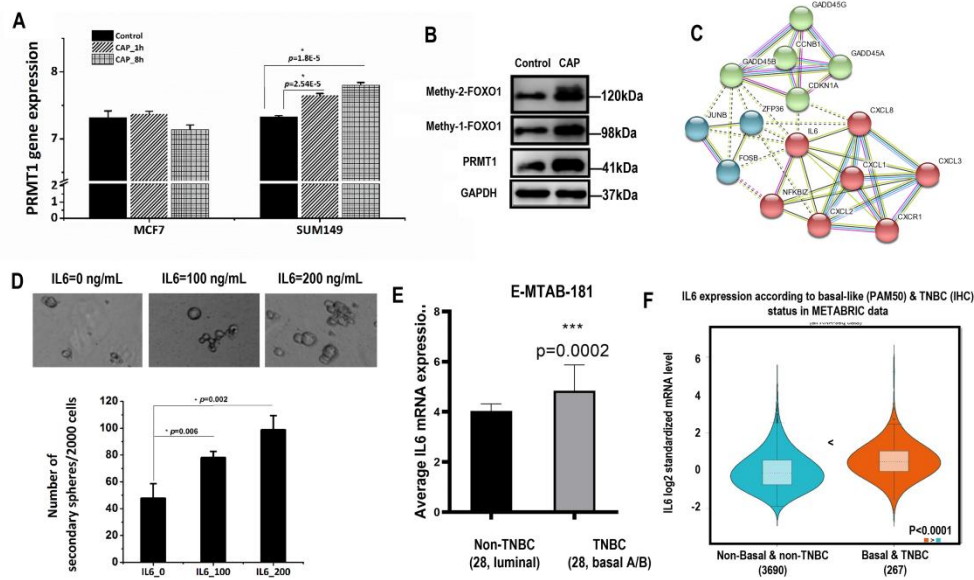 A
PRMT1 gene expression
8
7
2
1
0
Control
CAP_1h
CAP_8h
*
p=1.8E-5
*
p=2.54E-5
MCF7
SUM149
B
Control CAP
Methy-2-FOXO1
120kDa
Methy-1-FOXO1
98kDa
PRMT1
41kDa
GAPDH
37kDa
C
GADD45G
CCNB1
GADD45B
GADD45A
CDKN1A
JUNB
ZFP36
CXCL8
IL6
FOSB
CXCL1
CXCL3
NFKBIZ
CXCL2
CXCR1
D
IL6=0 ng/mL
IL6=100 ng/mL
IL6=200 ng/mL
Number of
secondary spheres/2000 cells
140
120
100
80
60
40
20
0
* p=0.002
* p=0.006
IL6_0
IL6_100
IL6_200
E
E-MTAB-181
Average IL6 mRNA expressio..
8
6
4
2
0
***
p=0.0002
Non-TNBC
(28, luminal)
TNBC
(28, basal A/B)
F
IL6 expression according to basal-like (PAM50) & TNBC (IHC)
status in METABRIC data
IL6 log2 standardized mRNA level
6
4
2
0
-2
<
P<0.0001
>
Non-Basal & non-TNBC
(3690)
Basal & TNBC
(267)